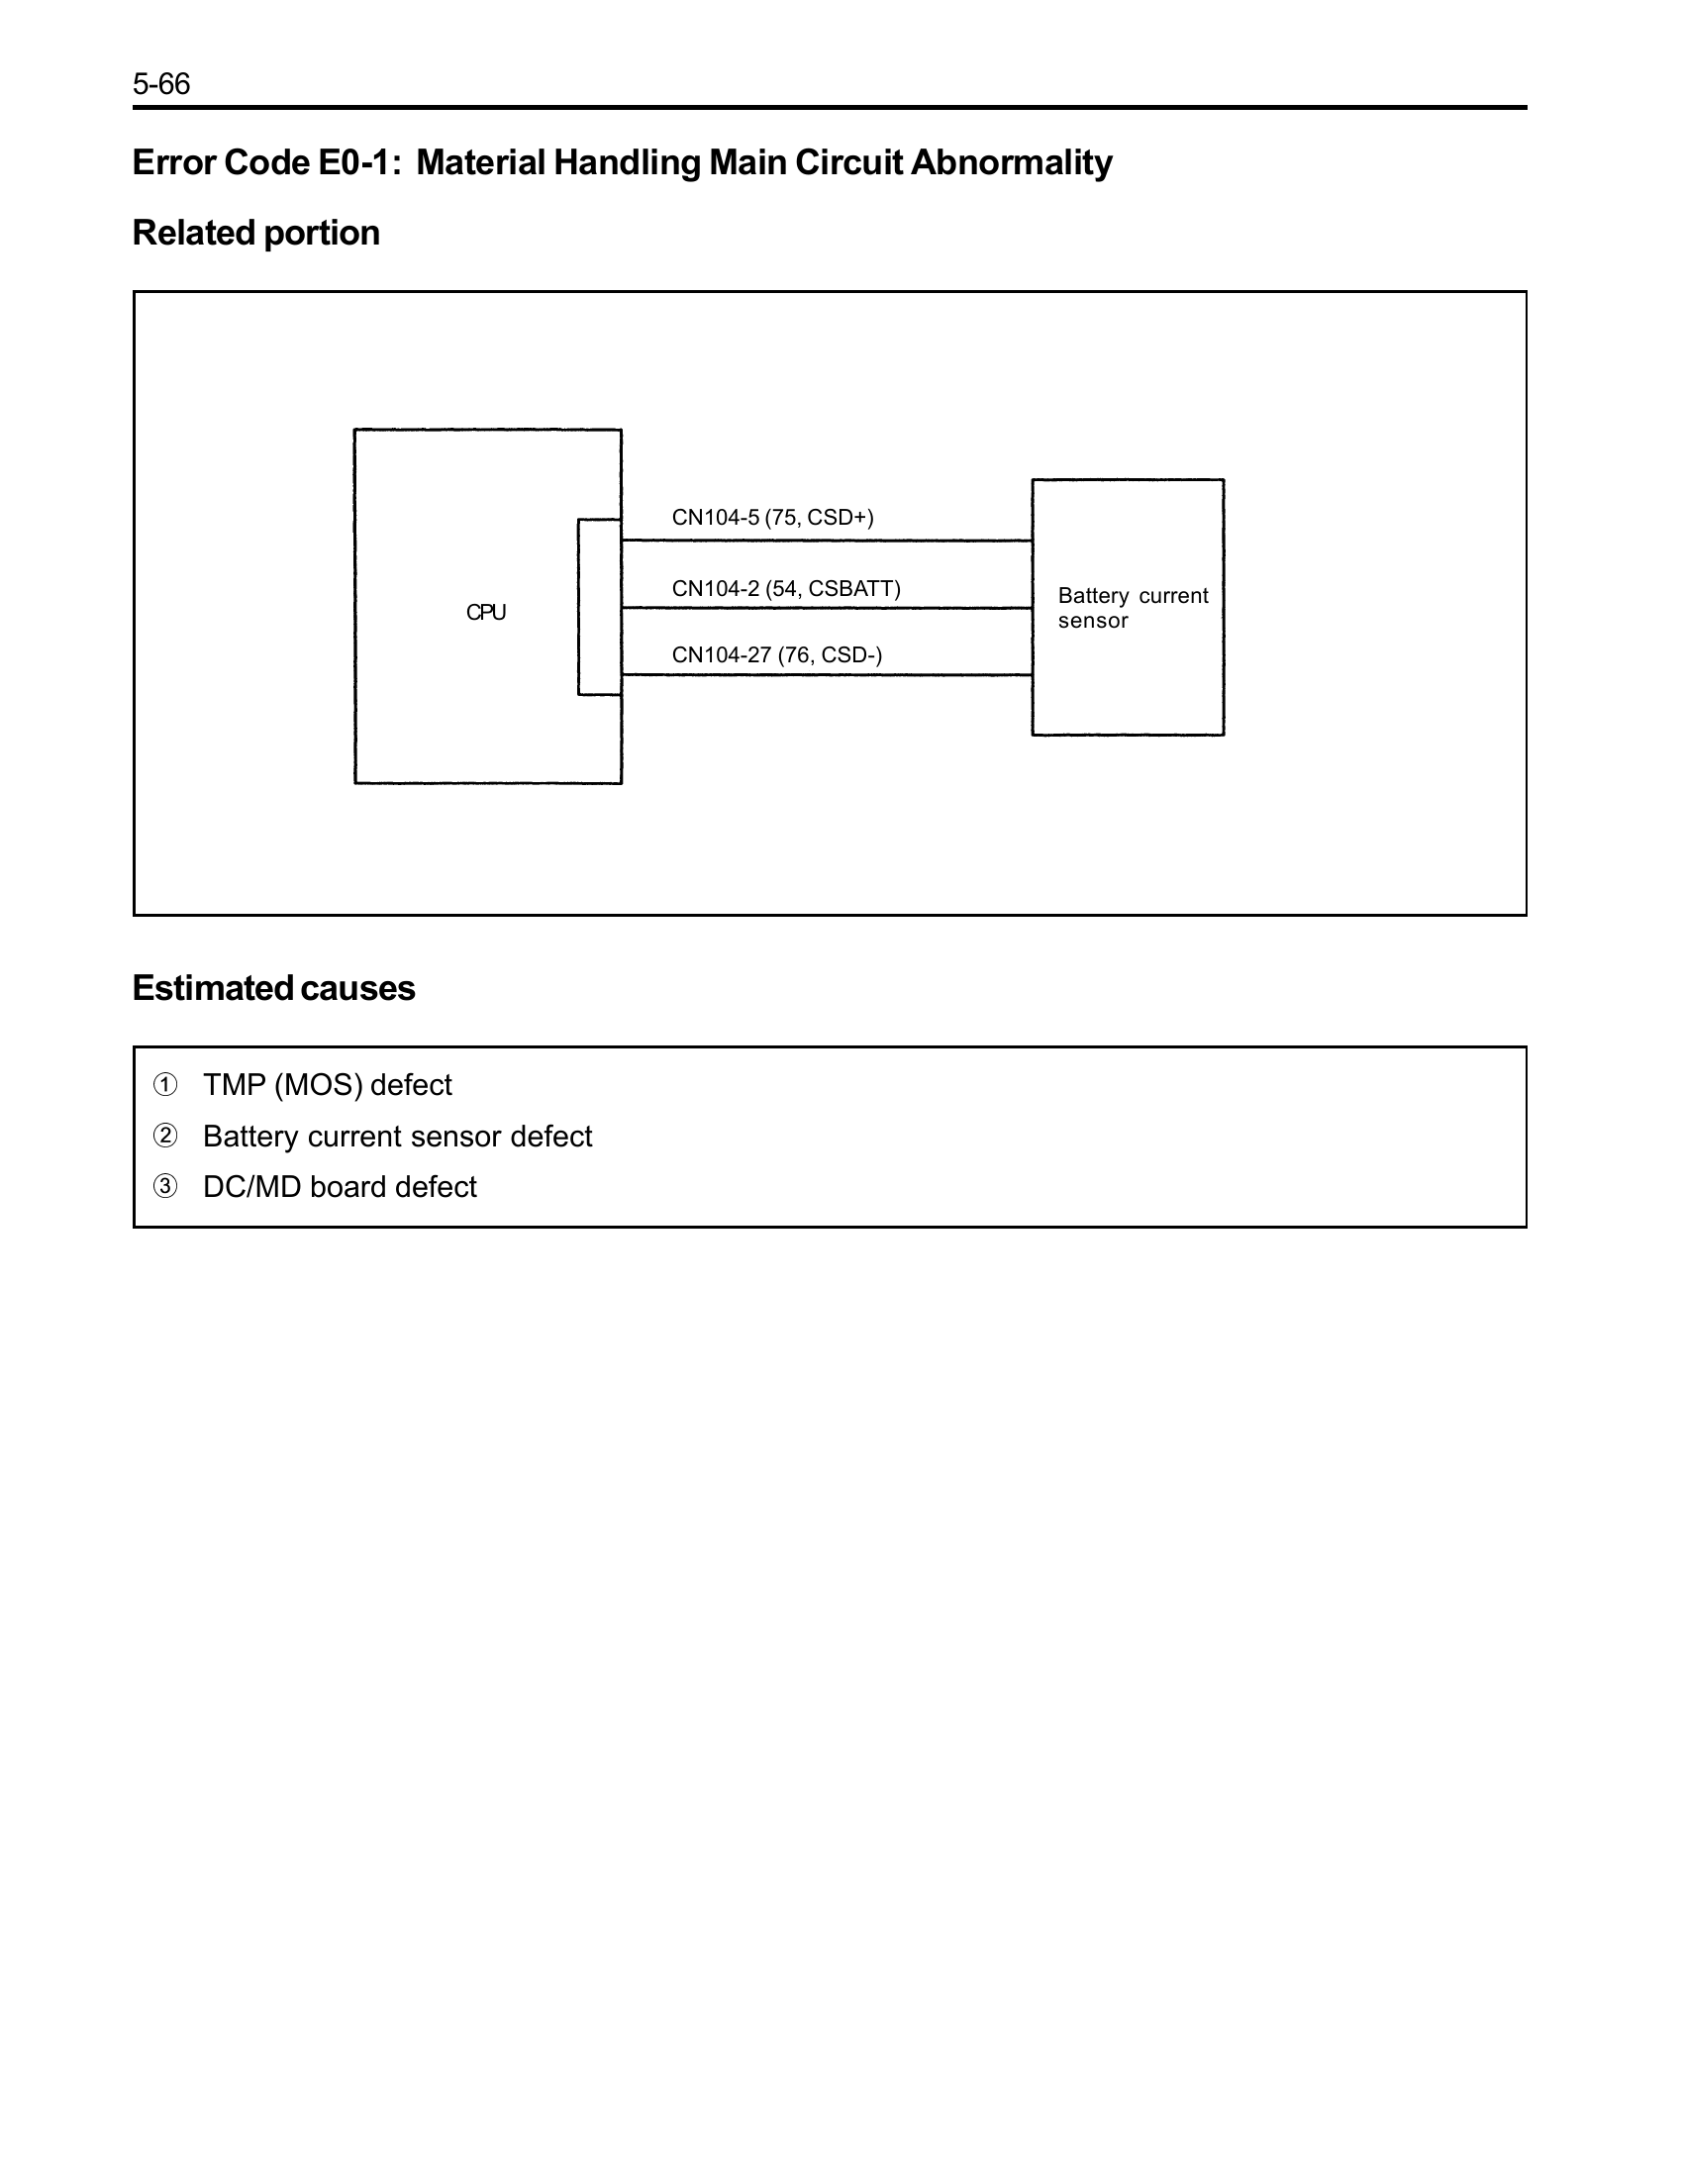 5-66
Error Code E0-1: Material Handling Main Circuit Abnormality
Related portion
CPU
CN104-5 (75, CSD+)
CN104-2 (54, CSBATT)
CN104-27 (76, CSD-)
Battery current
sensor
Estimated causes
① TMP (MOS) defect
② Battery current sensor defect
③ DC/MD board defect